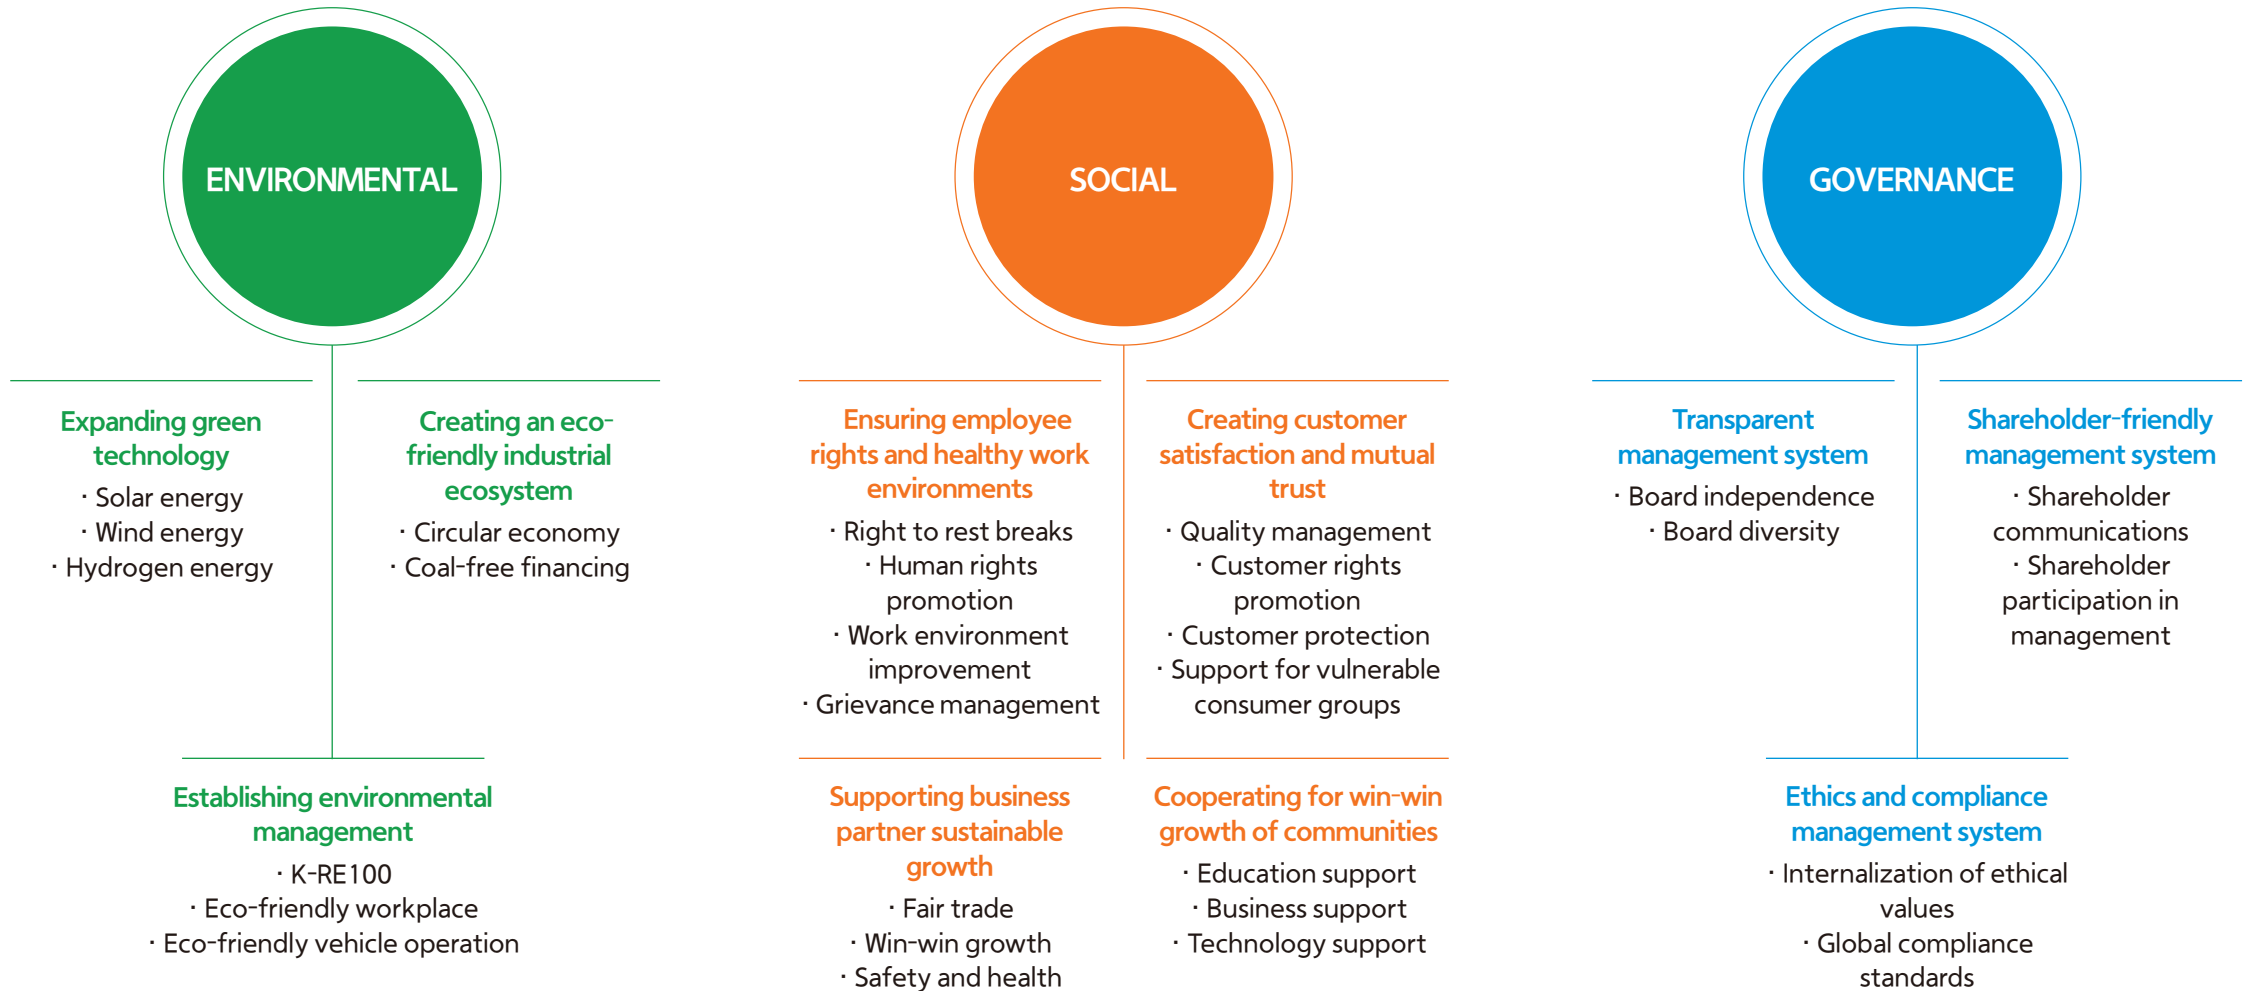 ENVIRONMENTAL
Expanding green
technology
· Solar energy
· Wind energy
· Hydrogen energy
Creating an eco-
friendly industrial
ecosystem
· Circular economy
· Coal-free financing
Establishing environmental
management
· K-RE100
· Eco-friendly workplace
· Eco-friendly vehicle operation
SOCIAL
Ensuring employee
rights and healthy work
environments
· Right to rest breaks
· Human rights
promotion
· Work environment
improvement
· Grievance management
Creating customer
satisfaction and mutual
trust
· Quality management
· Customer rights
promotion
· Customer protection
· Support for vulnerable
consumer groups
Supporting business
partner sustainable
growth
· Fair trade
· Win-win growth
· Safety and health
Cooperating for win-win
growth of communities
· Education support
· Business support
· Technology support
GOVERNANCE
Transparent
management system
· Board independence
· Board diversity
Shareholder-friendly
management system
· Shareholder
communications
· Shareholder
participation in
management
Ethics and compliance
management system
· Internalization of ethical
values
· Global compliance
standards